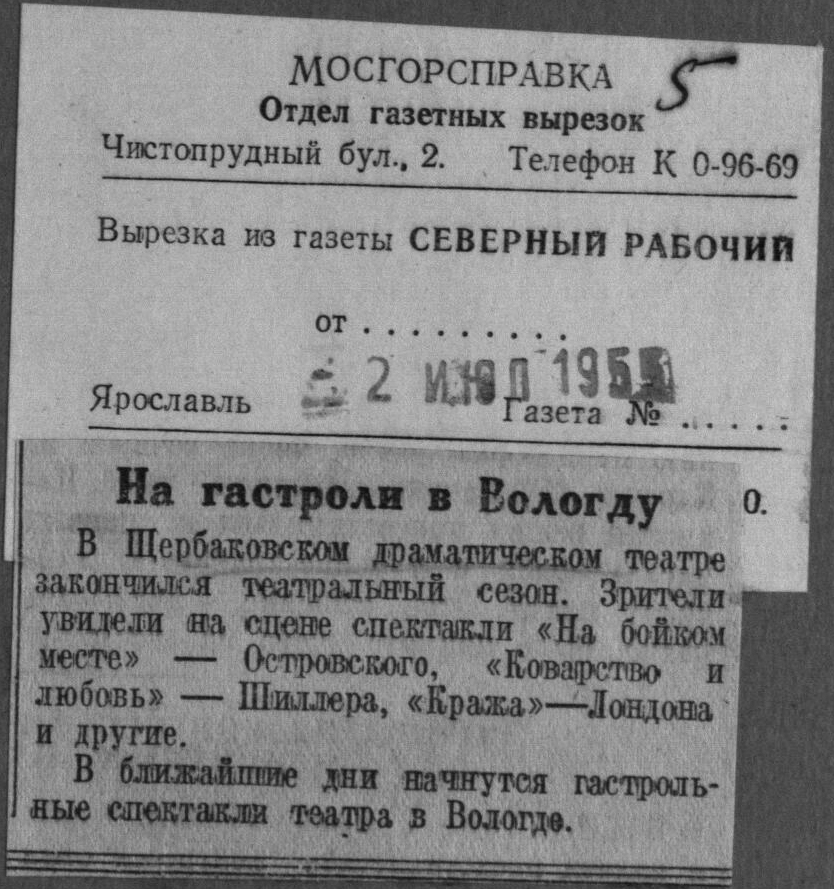 МОСГОРСПРАВКА 5
Отдел газетных вырезок
Чистопрудный бул., 2. Телефон К 0-96-69
Вырезка из газеты СЕВЕРНЫЙ РАБОЧИЙ
от . . . . . . . . . .
2 ИЮЛ 195
Ярославль Газета № . . . . .
На гастроли в Вологду О.
В Щербаковском драматическом театре
закончился театральный сезон. Зрители
увидели на сцене спектакли «На бойком
месте» — Островского, «Коварство и
любовь» — Шиллера, «Кража»—Лондона
и другие.
В ближайшие дни начнутся гастроль-
ные спектакли театра в Вологде.